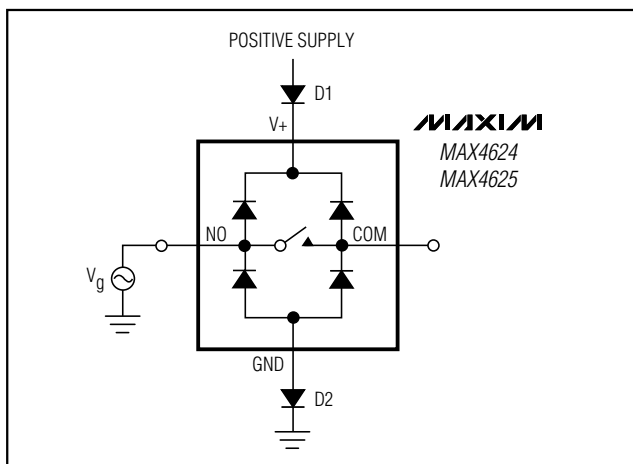 POSITIVE SUPPLY
D1
V+
MAXIM
MAX4624
MAX4625
NO
COM
Vg
GND
D2